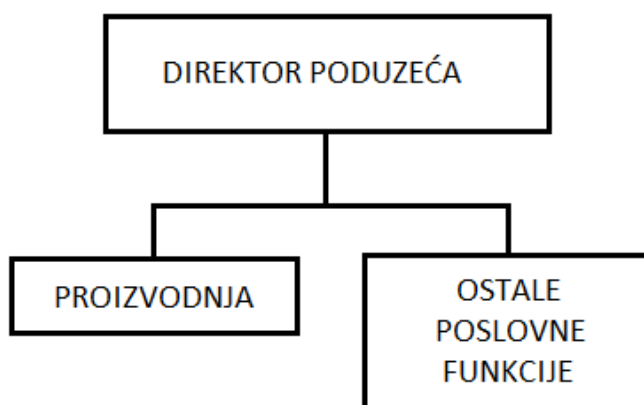 DIREKTOR PODUZEĆA
PROIZVODNJA
OSTALE
POSLOVNE
FUNKCIJE